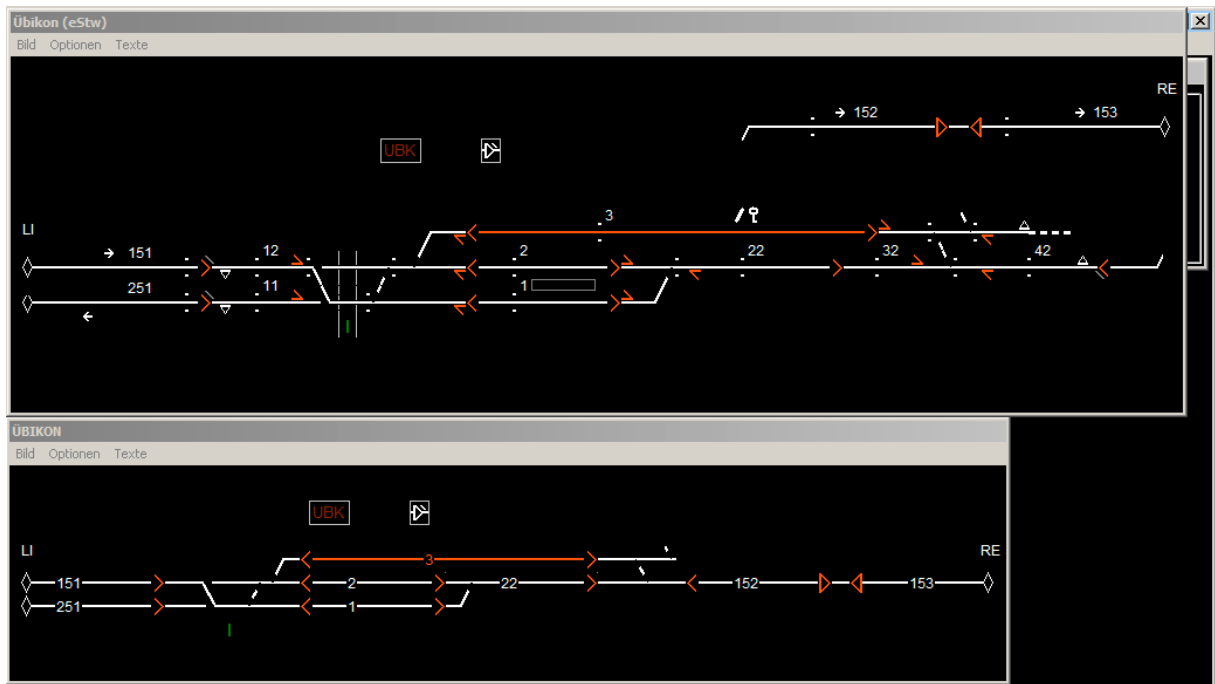 Übikon (eStw)
Bild Optionen Texte
RE
152 153
UBK
3
LI
151 12 2 22 32 42
251 11 1
ÜBIKON
Bild Optionen Texte
UBK
LI RE
3
151 2 22 152 153
251 1